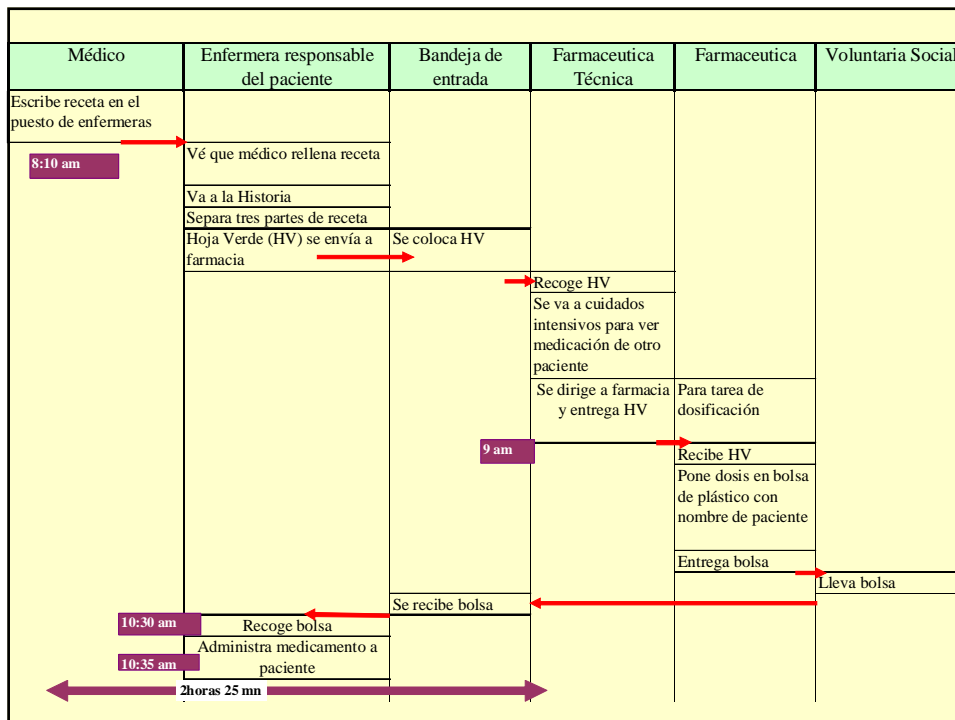 Médico
Enfermera responsable
del paciente
Bandeja de
entrada
Farmaceutica
Técnica
Farmaceutica
Voluntaria Social
Escribe receta en el
puesto de enfermeras
8:10 am
Vé que médico rellena receta
Va a la Historia
Separa tres partes de receta
Hoja Verde (HV) se envía a
farmacia
Se coloca HV
Recoge HV
Se va a cuidados
intensivos para ver
medicación de otro
paciente
Se dirige a farmacia
y entrega HV
Para tarea de
dosificación
9 am
Recibe HV
Pone dosis en bolsa
de plástico con
nombre de paciente
Entrega bolsa
Lleva bolsa
Se recibe bolsa
10:30 am
Recoge bolsa
Administra medicamento a
paciente
10:35 am
2horas 25 mn